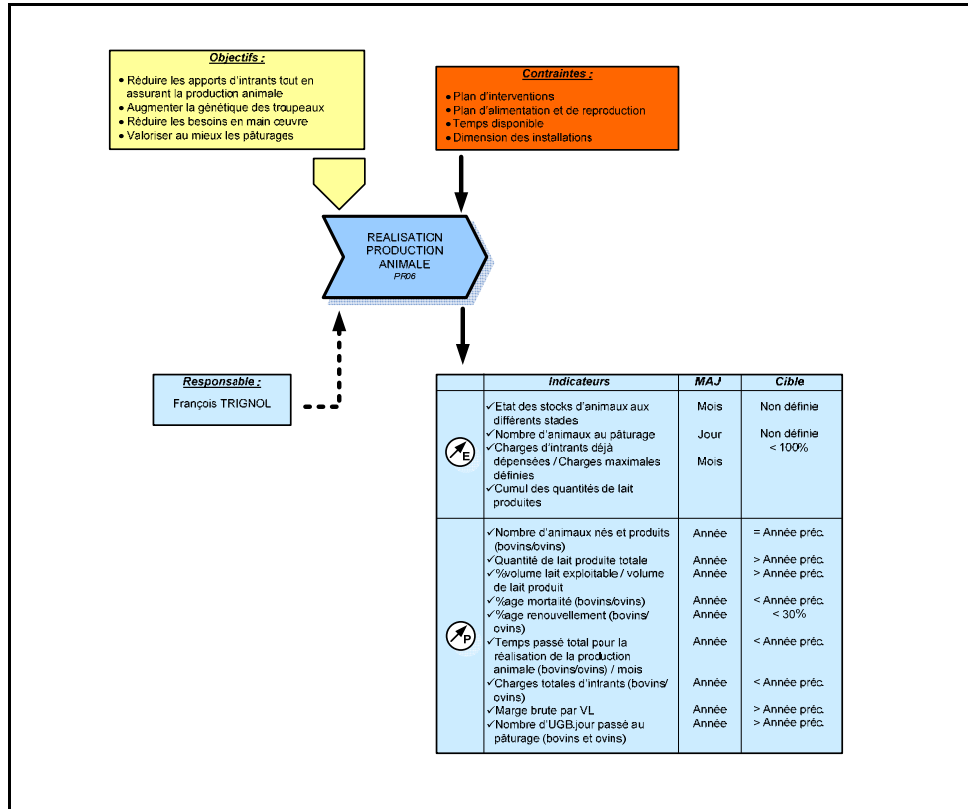 Objectifs :
• Réduire les apports d'intrants tout en
assurant la production animale
• Augmenter la génétique des troupeaux
• Réduire les besoins en main œuvre
• Valoriser au mieux les pâturages
Contraintes :
• Plan d'interventions
• Plan d'alimentation et de reproduction
• Temps disponible
• Dimension des installations
REALISATION
PRODUCTION
ANIMALE
PR06
Responsable :
François TRIGNOL
Indicateurs MAJ Cible
✓Etat des stocks d'animaux aux Mois Non définie
différents stades
✓Nombre d'animaux au pâturage Jour Non définie
✓Charges d'intrants déjà < 100%
dépensées / Charges maximales Mois
définies
✓Cumul des quantités de lait
produites
E
✓Nombre d'animaux nés et produits Année = Année préc.
(bovins/ovins)
✓Quantité de lait produite totale Année > Année préc.
✓%volume lait exploitable / volume Année > Année préc.
de lait produit
✓%age mortalité (bovins/ovins) Année < Année préc.
✓%age renouvellement (bovins/ Année < 30%
ovins)
✓Temps passé total pour la Année < Année préc.
réalisation de la production
animale (bovins/ovins) / mois
✓Charges totales d'intrants (bovins/ Année < Année préc.
ovins)
✓Marge brute par VL Année > Année préc.
✓Nombre d'UGB.jour passé au Année > Année préc.
pâturage (bovins et ovins)
P